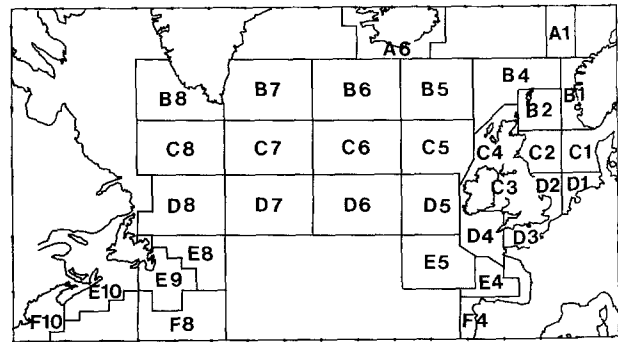 A6 A1
B8 B7 B6 B5 B4 B2 B1
C8 C7 C6 C5 C4 C3 C2 C1
D8 D7 D6 D5 D4 D3 D2 D1
E10 E9 E8 E5 E4
F10 F8 F4